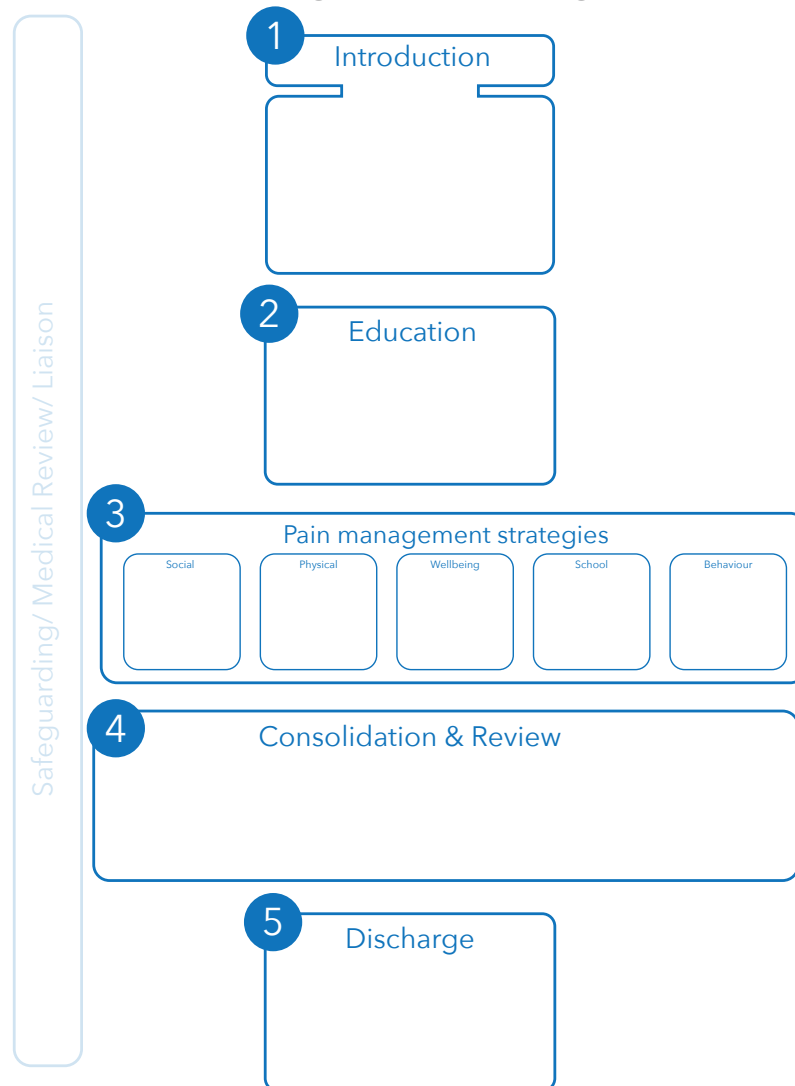 1
Introduction
2
Education
3
Pain management strategies
Social
Physical
Wellbeing
School
Behaviour
4
Consolidation & Review
5
Discharge
Safeguarding/ Medical Review/ Liaison